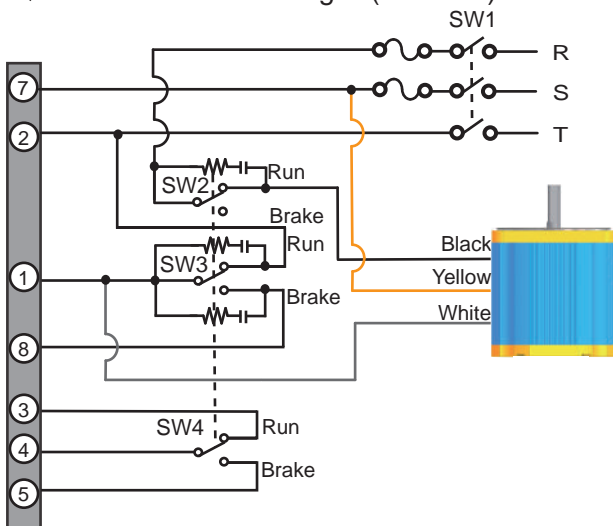 SW1
R
7
S
2
T
Run
SW2
Brake
Run
Black
SW3
1
Yellow
Brake
White
8
3
SW4
Run
4
Brake
5